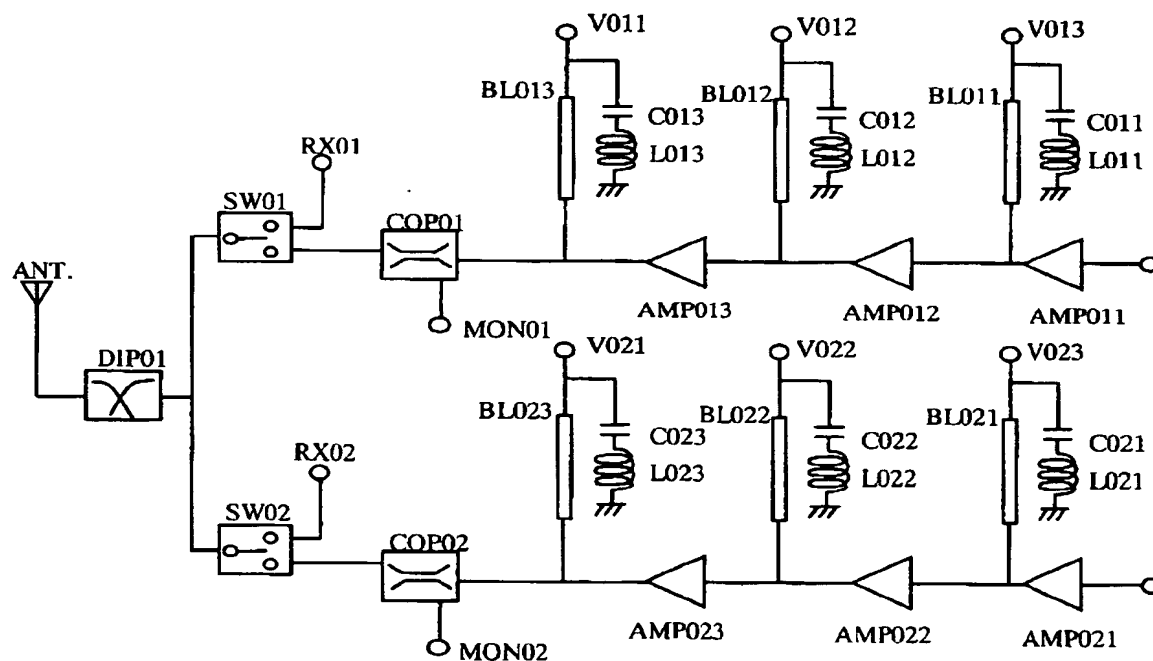 V011
V012
V013
BL013
BL012
BL011
C013
C012
C011
L013
L012
L011
RX01
SW01
COP01
ANT.
AMP013
AMP012
AMP011
MON01
DIP01
V021
V022
V023
BL023
BL022
BL021
C023
C022
C021
L023
L022
L021
RX02
SW02
COP02
AMP023
AMP022
AMP021
MON02